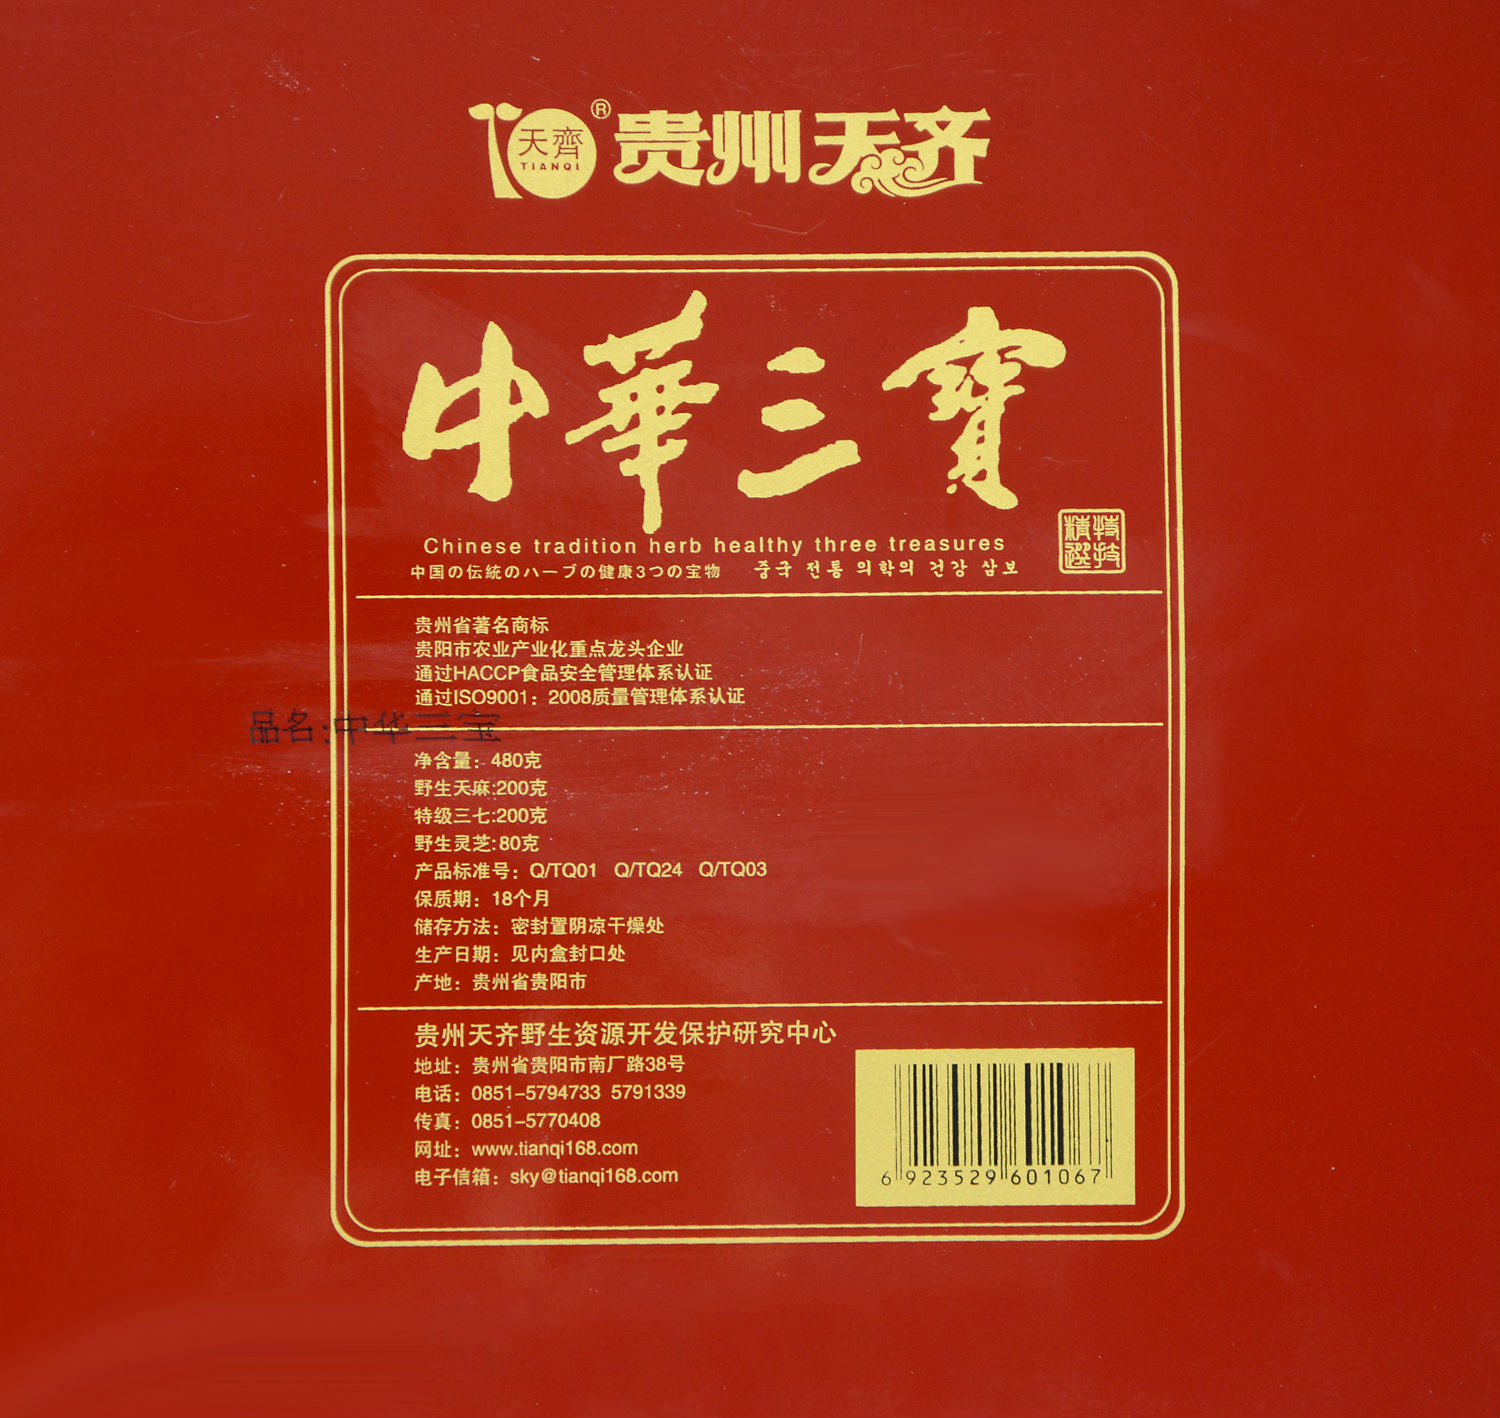 天齊
TIANQI
® 贵州天齐
中華三寶
Chinese tradition herb healthy three treasures
中国の伝統のハーブの健康3つの宝物 중국 전통 의학의 건강 삼보
精选特技
贵州省著名商标
贵阳市农业产业化重点龙头企业
通过HACCP食品安全管理体系认证
通过ISO9001：2008质量管理体系认证
品名:中华三宝
净含量：480克
野生天麻:200克
特级三七:200克
野生灵芝:80克
产品标准号：Q/TQ01 Q/TQ24 Q/TQ03
保质期：18个月
储存方法：密封置阴凉干燥处
生产日期：见内盒封口处
产地：贵州省贵阳市
贵州天齐野生资源开发保护研究中心
地址：贵州省贵阳市南厂路38号
电话：0851-5794733 5791339
传真：0851-5770408
网址：www.tianqi168.com
电子信箱：sky@tianqi168.com
6 923529 601067